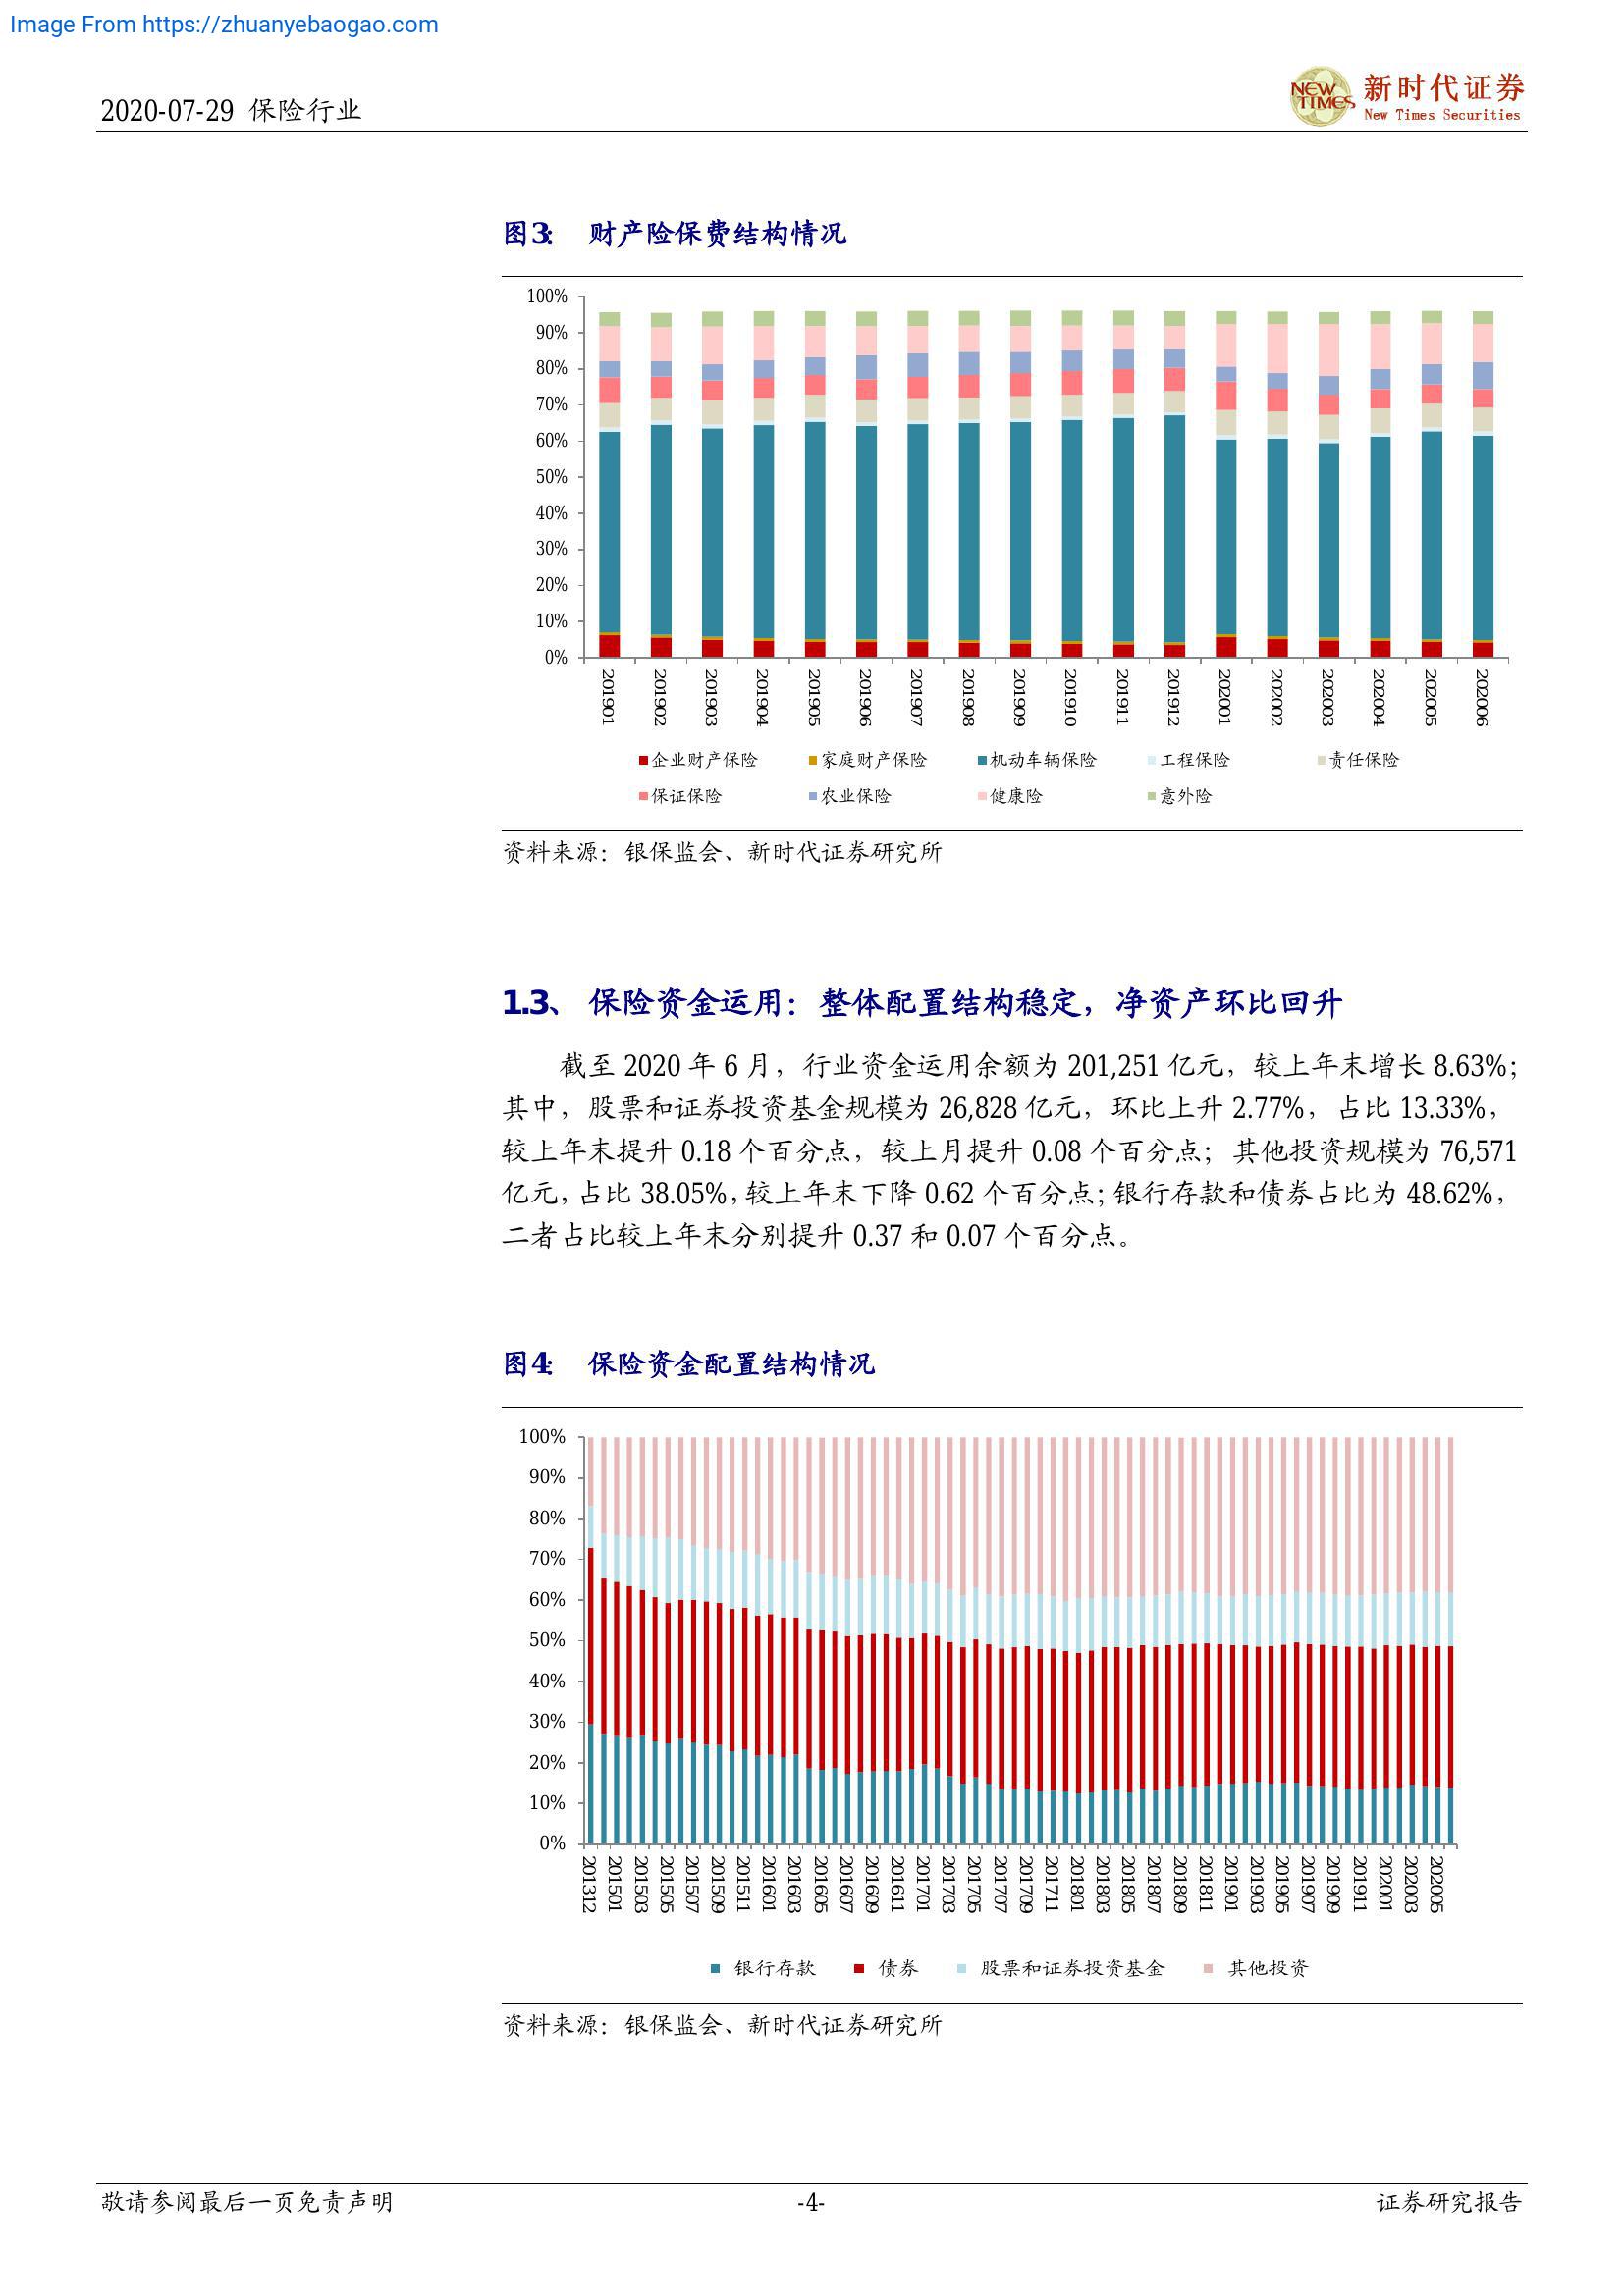 Image From https://zhuanyebaogao.com
2020-07-29 保险行业
NEW TIMES 新时代证券
New Times Securities
图3: 财产险保费结构情况
100%
90%
80%
70%
60%
50%
40%
30%
20%
10%
0%
201901 201902 201903 201904 201905 201906 201907 201908 201909 201910 201911 201912 202001 202002 202003 202004 202005 202006
企业财产保险 家庭财产保险 机动车辆保险 工程保险 责任保险
保证保险 农业保险 健康险 意外险
资料来源：银保监会、新时代证券研究所
1.3、 保险资金运用：整体配置结构稳定，净资产环比回升
截至 2020 年 6 月，行业资金运用余额为 201,251 亿元，较上年末增长 8.63%；
其中，股票和证券投资基金规模为 26,828 亿元，环比上升 2.77%，占比 13.33%，
较上年末提升 0.18 个百分点，较上月提升 0.08 个百分点；其他投资规模为 76,571
亿元，占比 38.05%，较上年末下降 0.62 个百分点；银行存款和债券占比为 48.62%，
二者占比较上年末分别提升 0.37 和 0.07 个百分点。
图4: 保险资金配置结构情况
100%
90%
80%
70%
60%
50%
40%
30%
20%
10%
0%
201312 201501 201503 201505 201507 201509 201511 201601 201603 201605 201607 201609 201611 201701 201703 201705 201707 201709 201711 201801 201803 201805 201807 201809 201811 201901 201903 201905 201907 201909 201911 202001 202003 202005
银行存款 债券 股票和证券投资基金 其他投资
资料来源：银保监会、新时代证券研究所
敬请参阅最后一页免责声明 -4- 证券研究报告